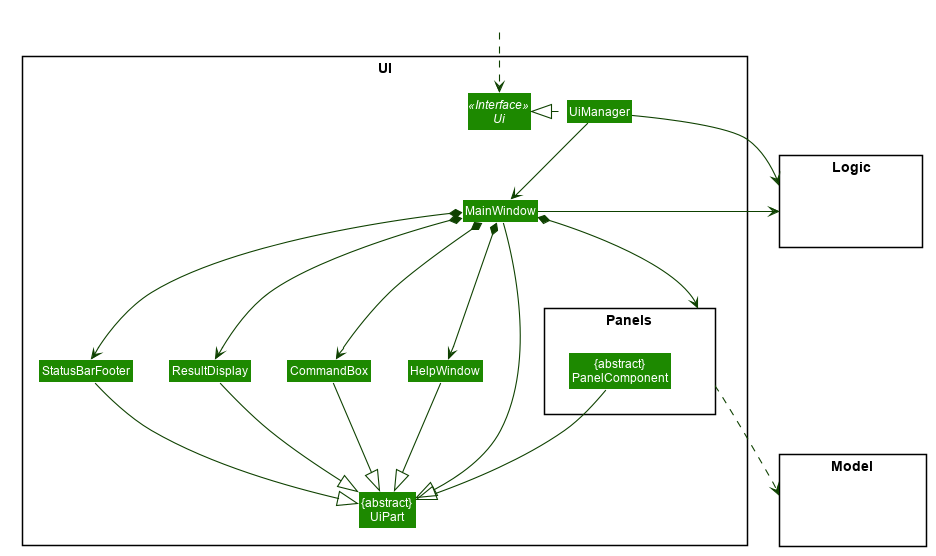 UI
«Interface»
Ui
UiManager
Logic
MainWindow
Panels
{abstract}
PanelComponent
StatusBarFooter
ResultDisplay
CommandBox
HelpWindow
Model
{abstract}
UiPart